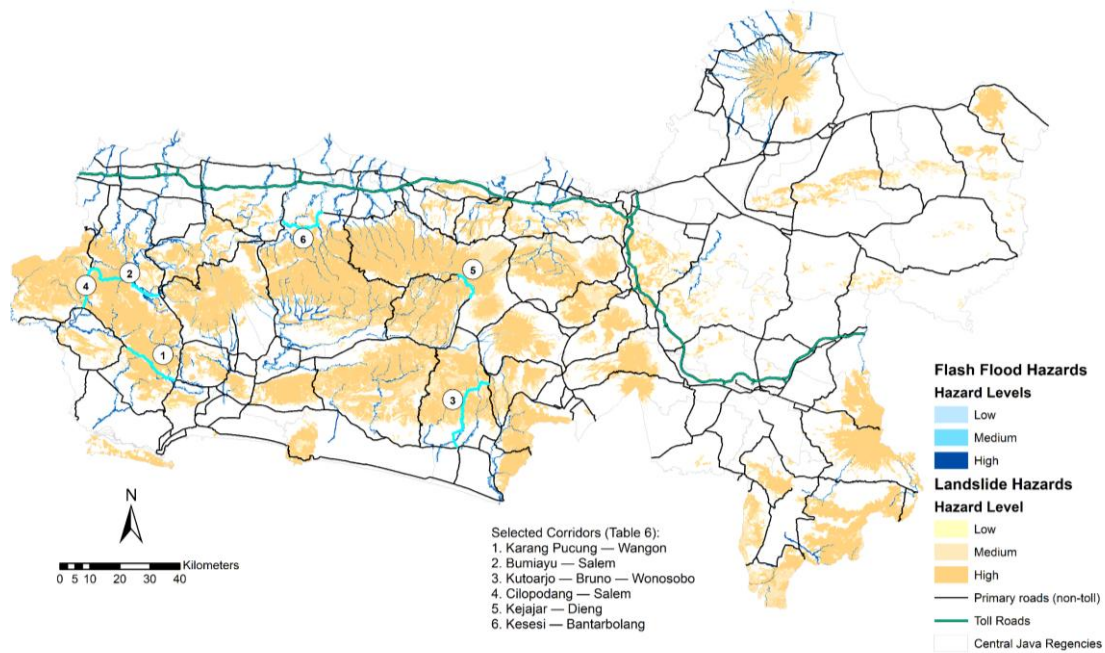 6
5
2
4
1
3
Flash Flood Hazards
Hazard Levels
Low
Medium
High
Landslide Hazards
Hazard Level
Low
Medium
High
Primary roads (non-toll)
Toll Roads
Central Java Regencies
N
Kilometers
0 5 10 20 30 40
Selected Corridors (Table 6):
1. Karang Pucung — Wangon
2. Bumiayu — Salem
3. Kutoarjo — Bruno — Wonosobo
4. Cilopodang — Salem
5. Kejajar — Dieng
6. Kesesi — Bantarbolang